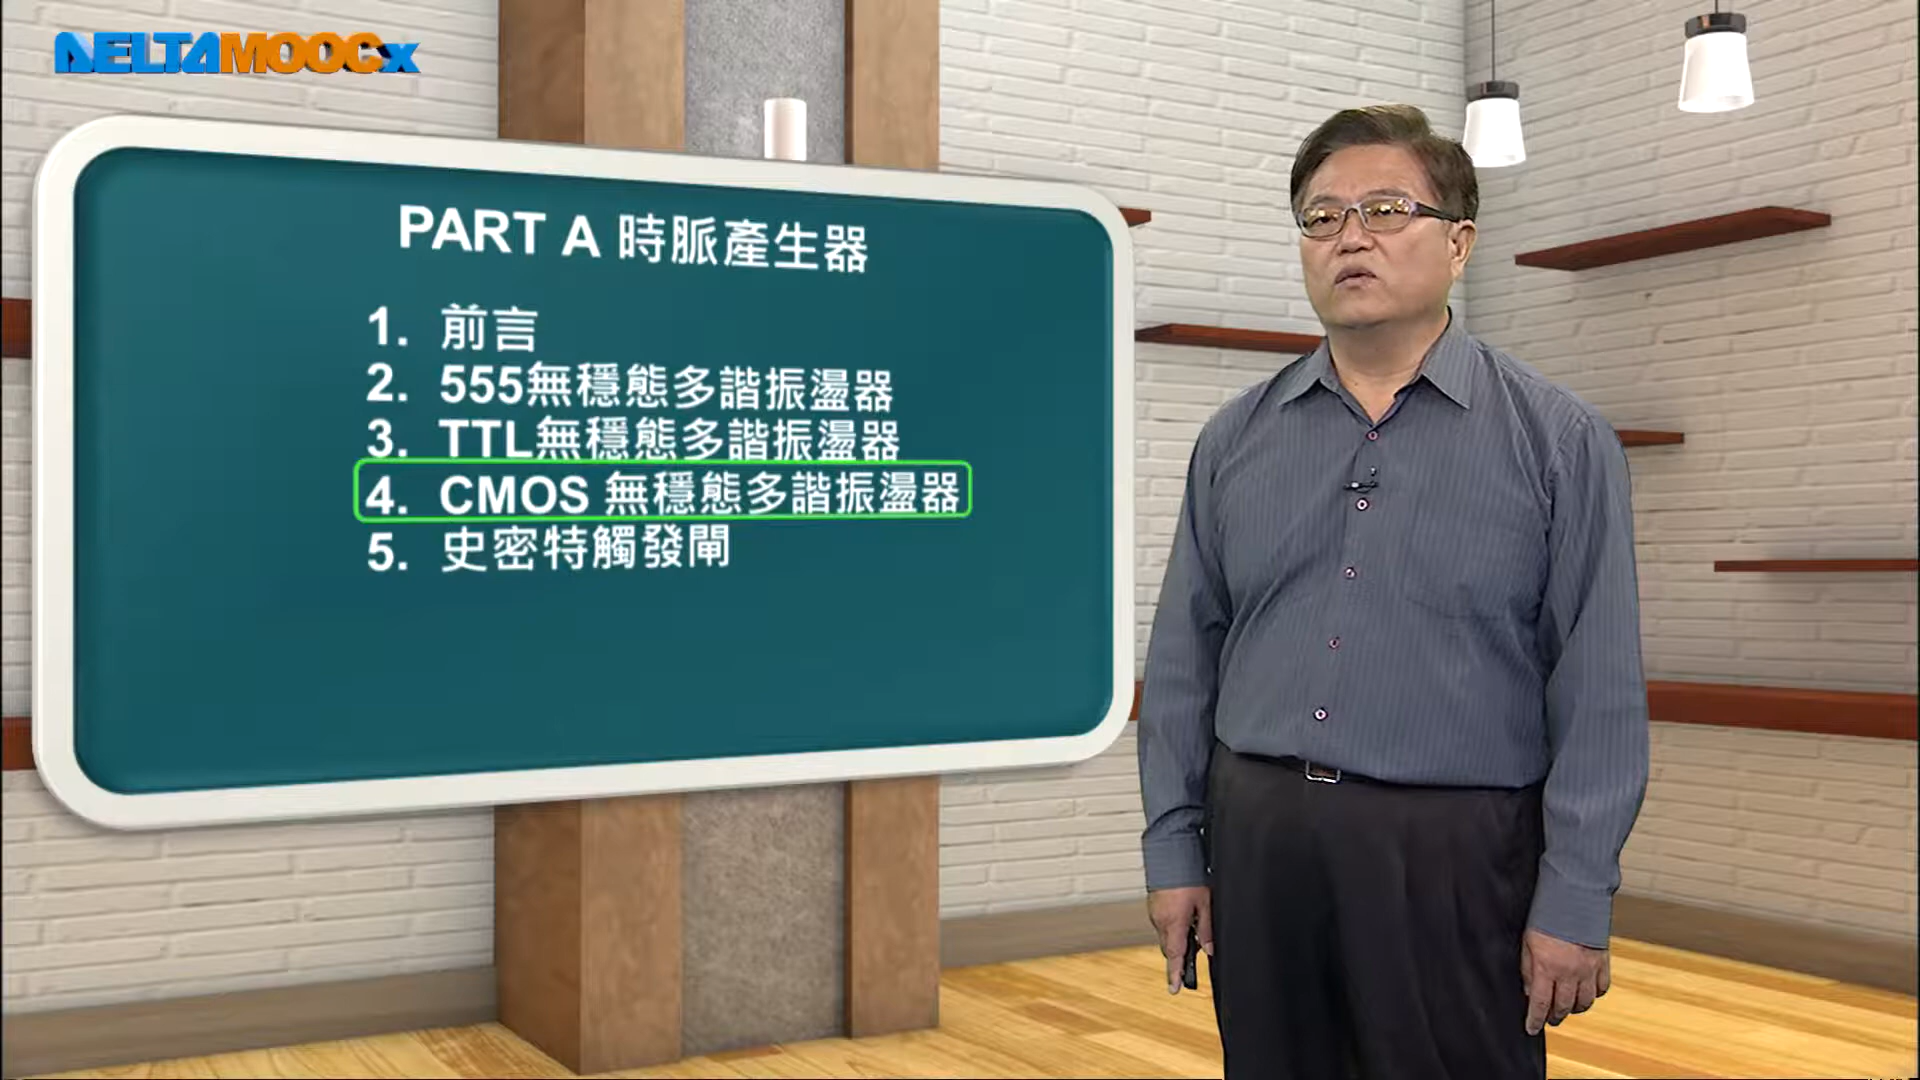 DELTAMOOCx
PART A 時脈產生器
1. 前言
2. 555無穩態多諧振盪器
3. TTL無穩態多諧振盪器
4. CMOS 無穩態多諧振盪器
5. 史密特觸發閘